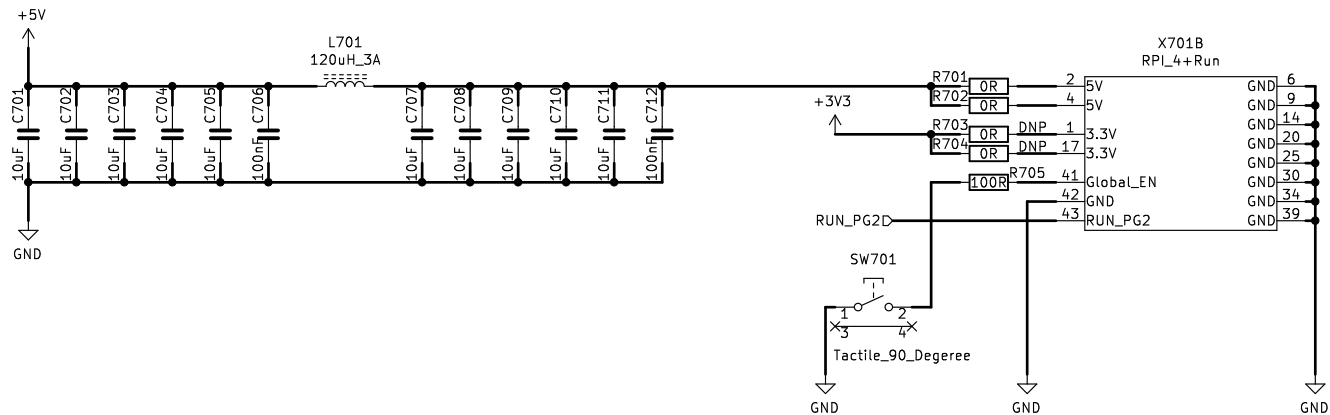 +5V
L701
120uH_3A
C701
10uF
C702
10uF
C703
10uF
C704
10uF
C705
10uF
C706
100nF
C707
10uF
C708
10uF
C709
10uF
C710
10uF
C711
10uF
C712
100nF
GND
+3V3
R701
0R
R702
0R
R703
0R
DNP
R704
0R
DNP
100R
R705
X701B
RPI_4+Run
2
5V
4
5V
1
3.3V
17
3.3V
41
Global_EN
42
GND
43
RUN_PG2
GND
6
GND
9
GND
14
GND
20
GND
25
GND
30
GND
34
GND
39
RUN_PG2
SW701
1
2
3
4
Tactile_90_Degeree
GND
GND
GND